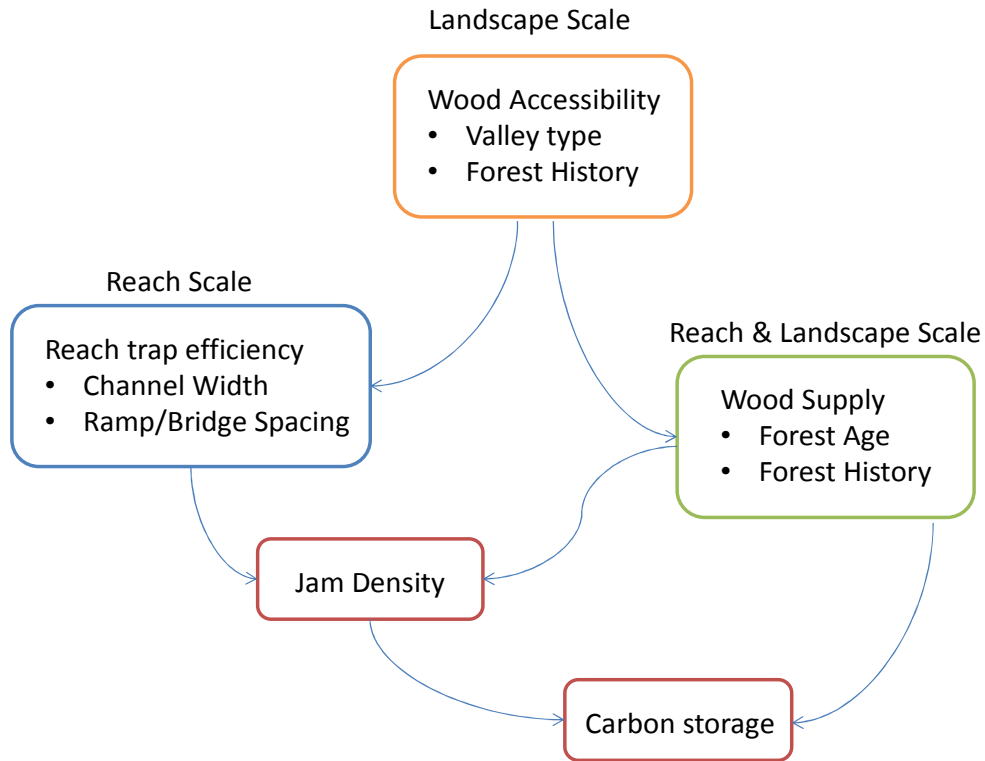 Landscape Scale
Wood Accessibility
• Valley type
• Forest History
Reach Scale
Reach trap efficiency
• Channel Width
• Ramp/Bridge Spacing
Reach & Landscape Scale
Wood Supply
• Forest Age
• Forest History
Jam Density
Carbon storage